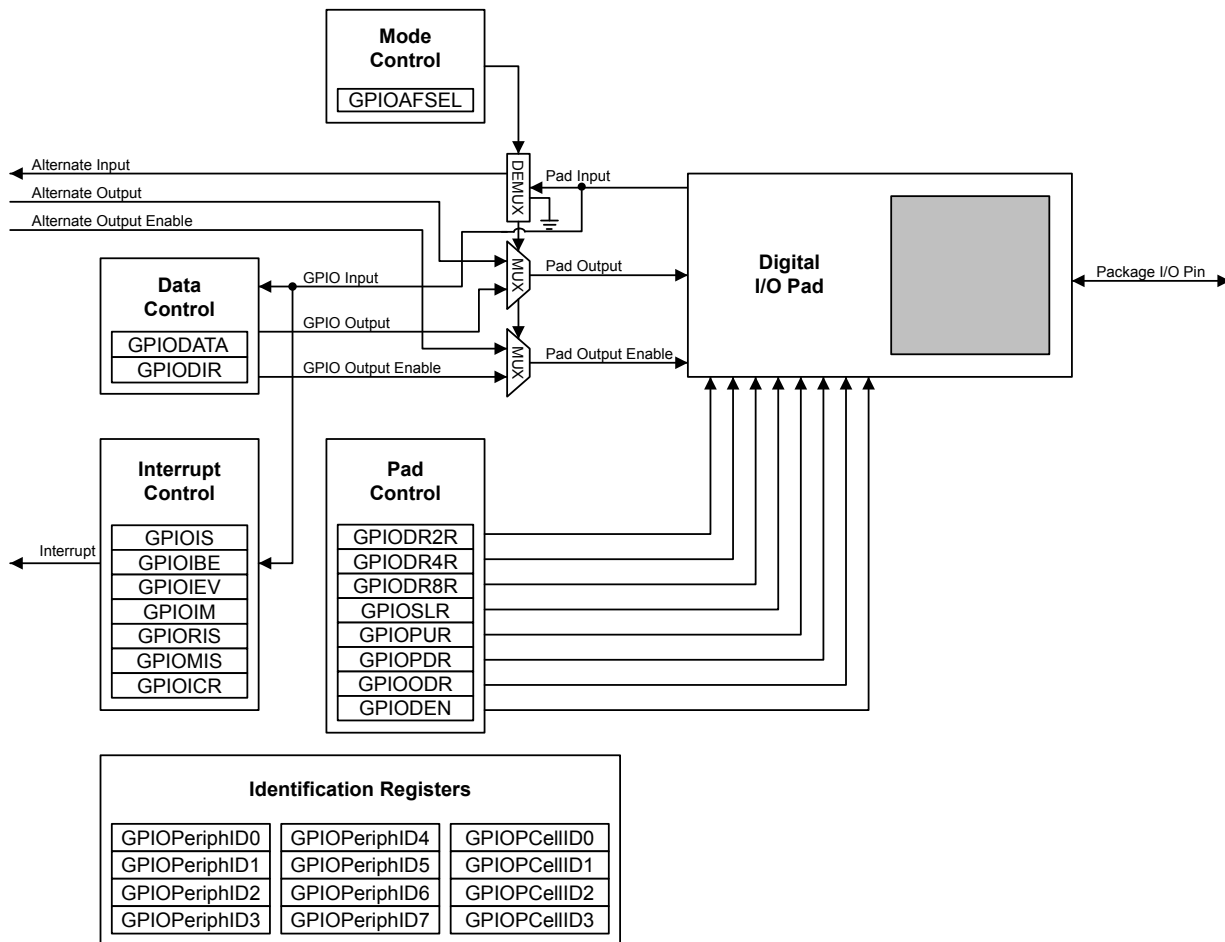 Mode
Control
GPIOAFSEL
Alternate Input
Alternate Output
Alternate Output Enable
DEMUX
Pad Input
MUX
Pad Output
MUX
Pad Output Enable
Digital
I/O Pad
Package I/O Pin
Data
Control
GPIODATA
GPIODIR
GPIO Input
GPIO Output
GPIO Output Enable
Interrupt
Control
GPIOIS
GPIOIBE
GPIOIEV
GPIOIM
GPIORIS
GPIOMIS
GPIOICR
Interrupt
Pad
Control
GPIODR2R
GPIODR4R
GPIODR8R
GPIOSLR
GPIOPUR
GPIOPDR
GPIOODR
GPIODEN
Identification Registers
GPIOPeriphID0
GPIOPeriphID1
GPIOPeriphID2
GPIOPeriphID3
GPIOPeriphID4
GPIOPeriphID5
GPIOPeriphID6
GPIOPeriphID7
GPIOPCellID0
GPIOPCellID1
GPIOPCellID2
GPIOPCellID3